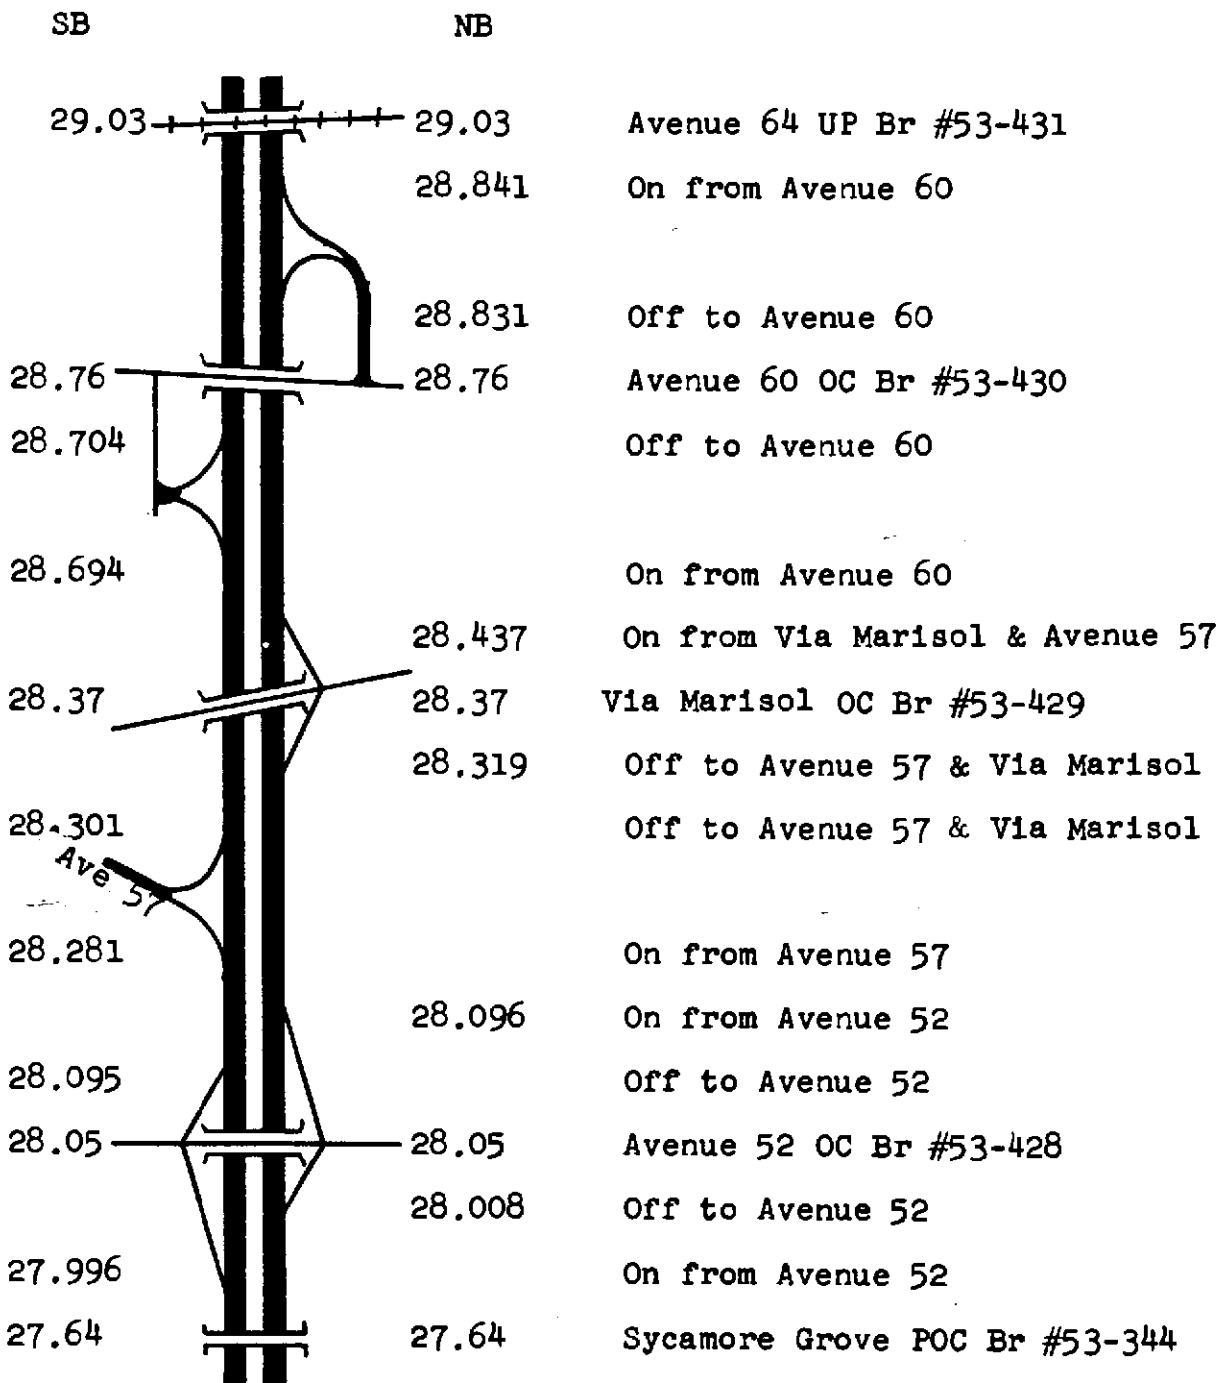 SB NB
29.03 29.03 Avenue 64 UP Br #53-431
28.841 On from Avenue 60
28.831 Off to Avenue 60
28.76 28.76 Avenue 60 OC Br #53-430
28.704 Off to Avenue 60
28.694 On from Avenue 60
28.437 On from Via Marisol & Avenue 57
28.37 28.37 Via Marisol OC Br #53-429
28.319 Off to Avenue 57 & Via Marisol
28.301 Off to Avenue 57 & Via Marisol
Ave 57
28.281 On from Avenue 57
28.096 On from Avenue 52
28.095 Off to Avenue 52
28.05 28.05 Avenue 52 OC Br #53-428
28.008 Off to Avenue 52
27.996 On from Avenue 52
27.64 27.64 Sycamore Grove POC Br #53-344